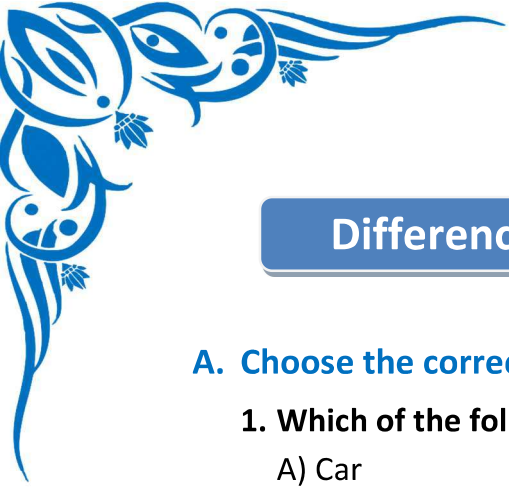 Differenc
A. Choose the correc
1. Which of the fol
A) Car